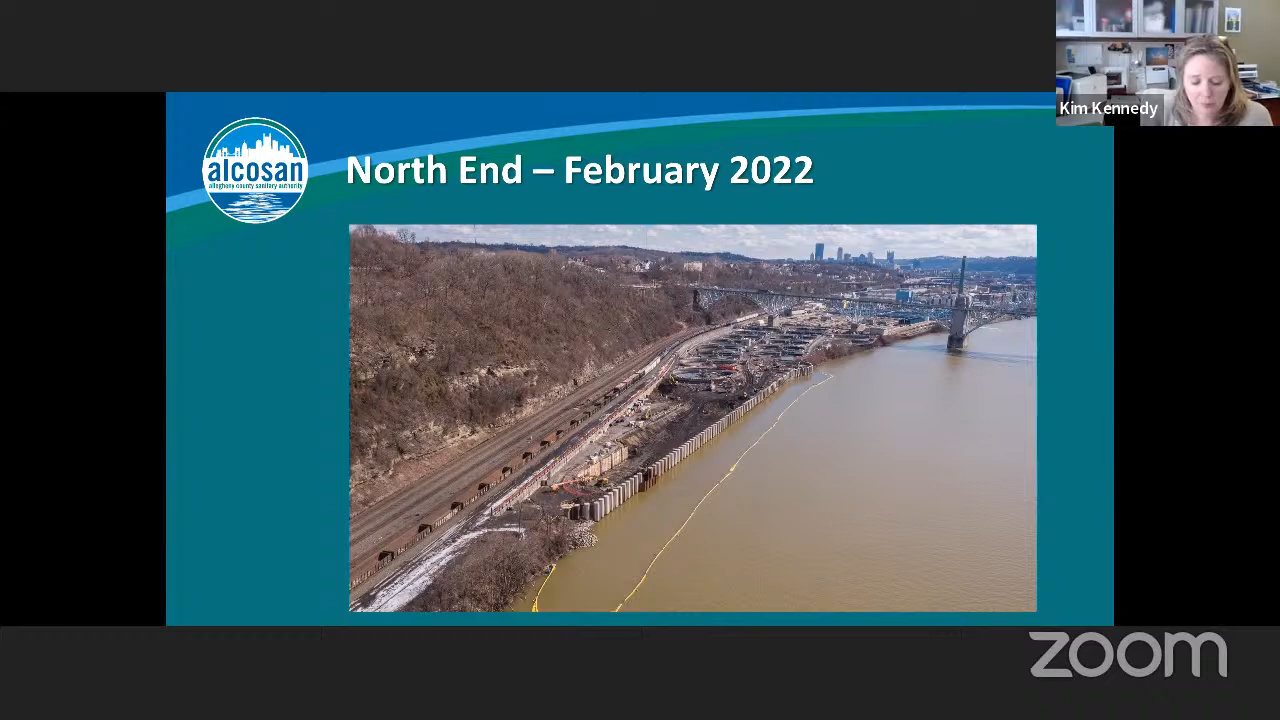 Kim Kennedy
alcosan
allegheny county sanitary authority
North End – February 2022
zoom